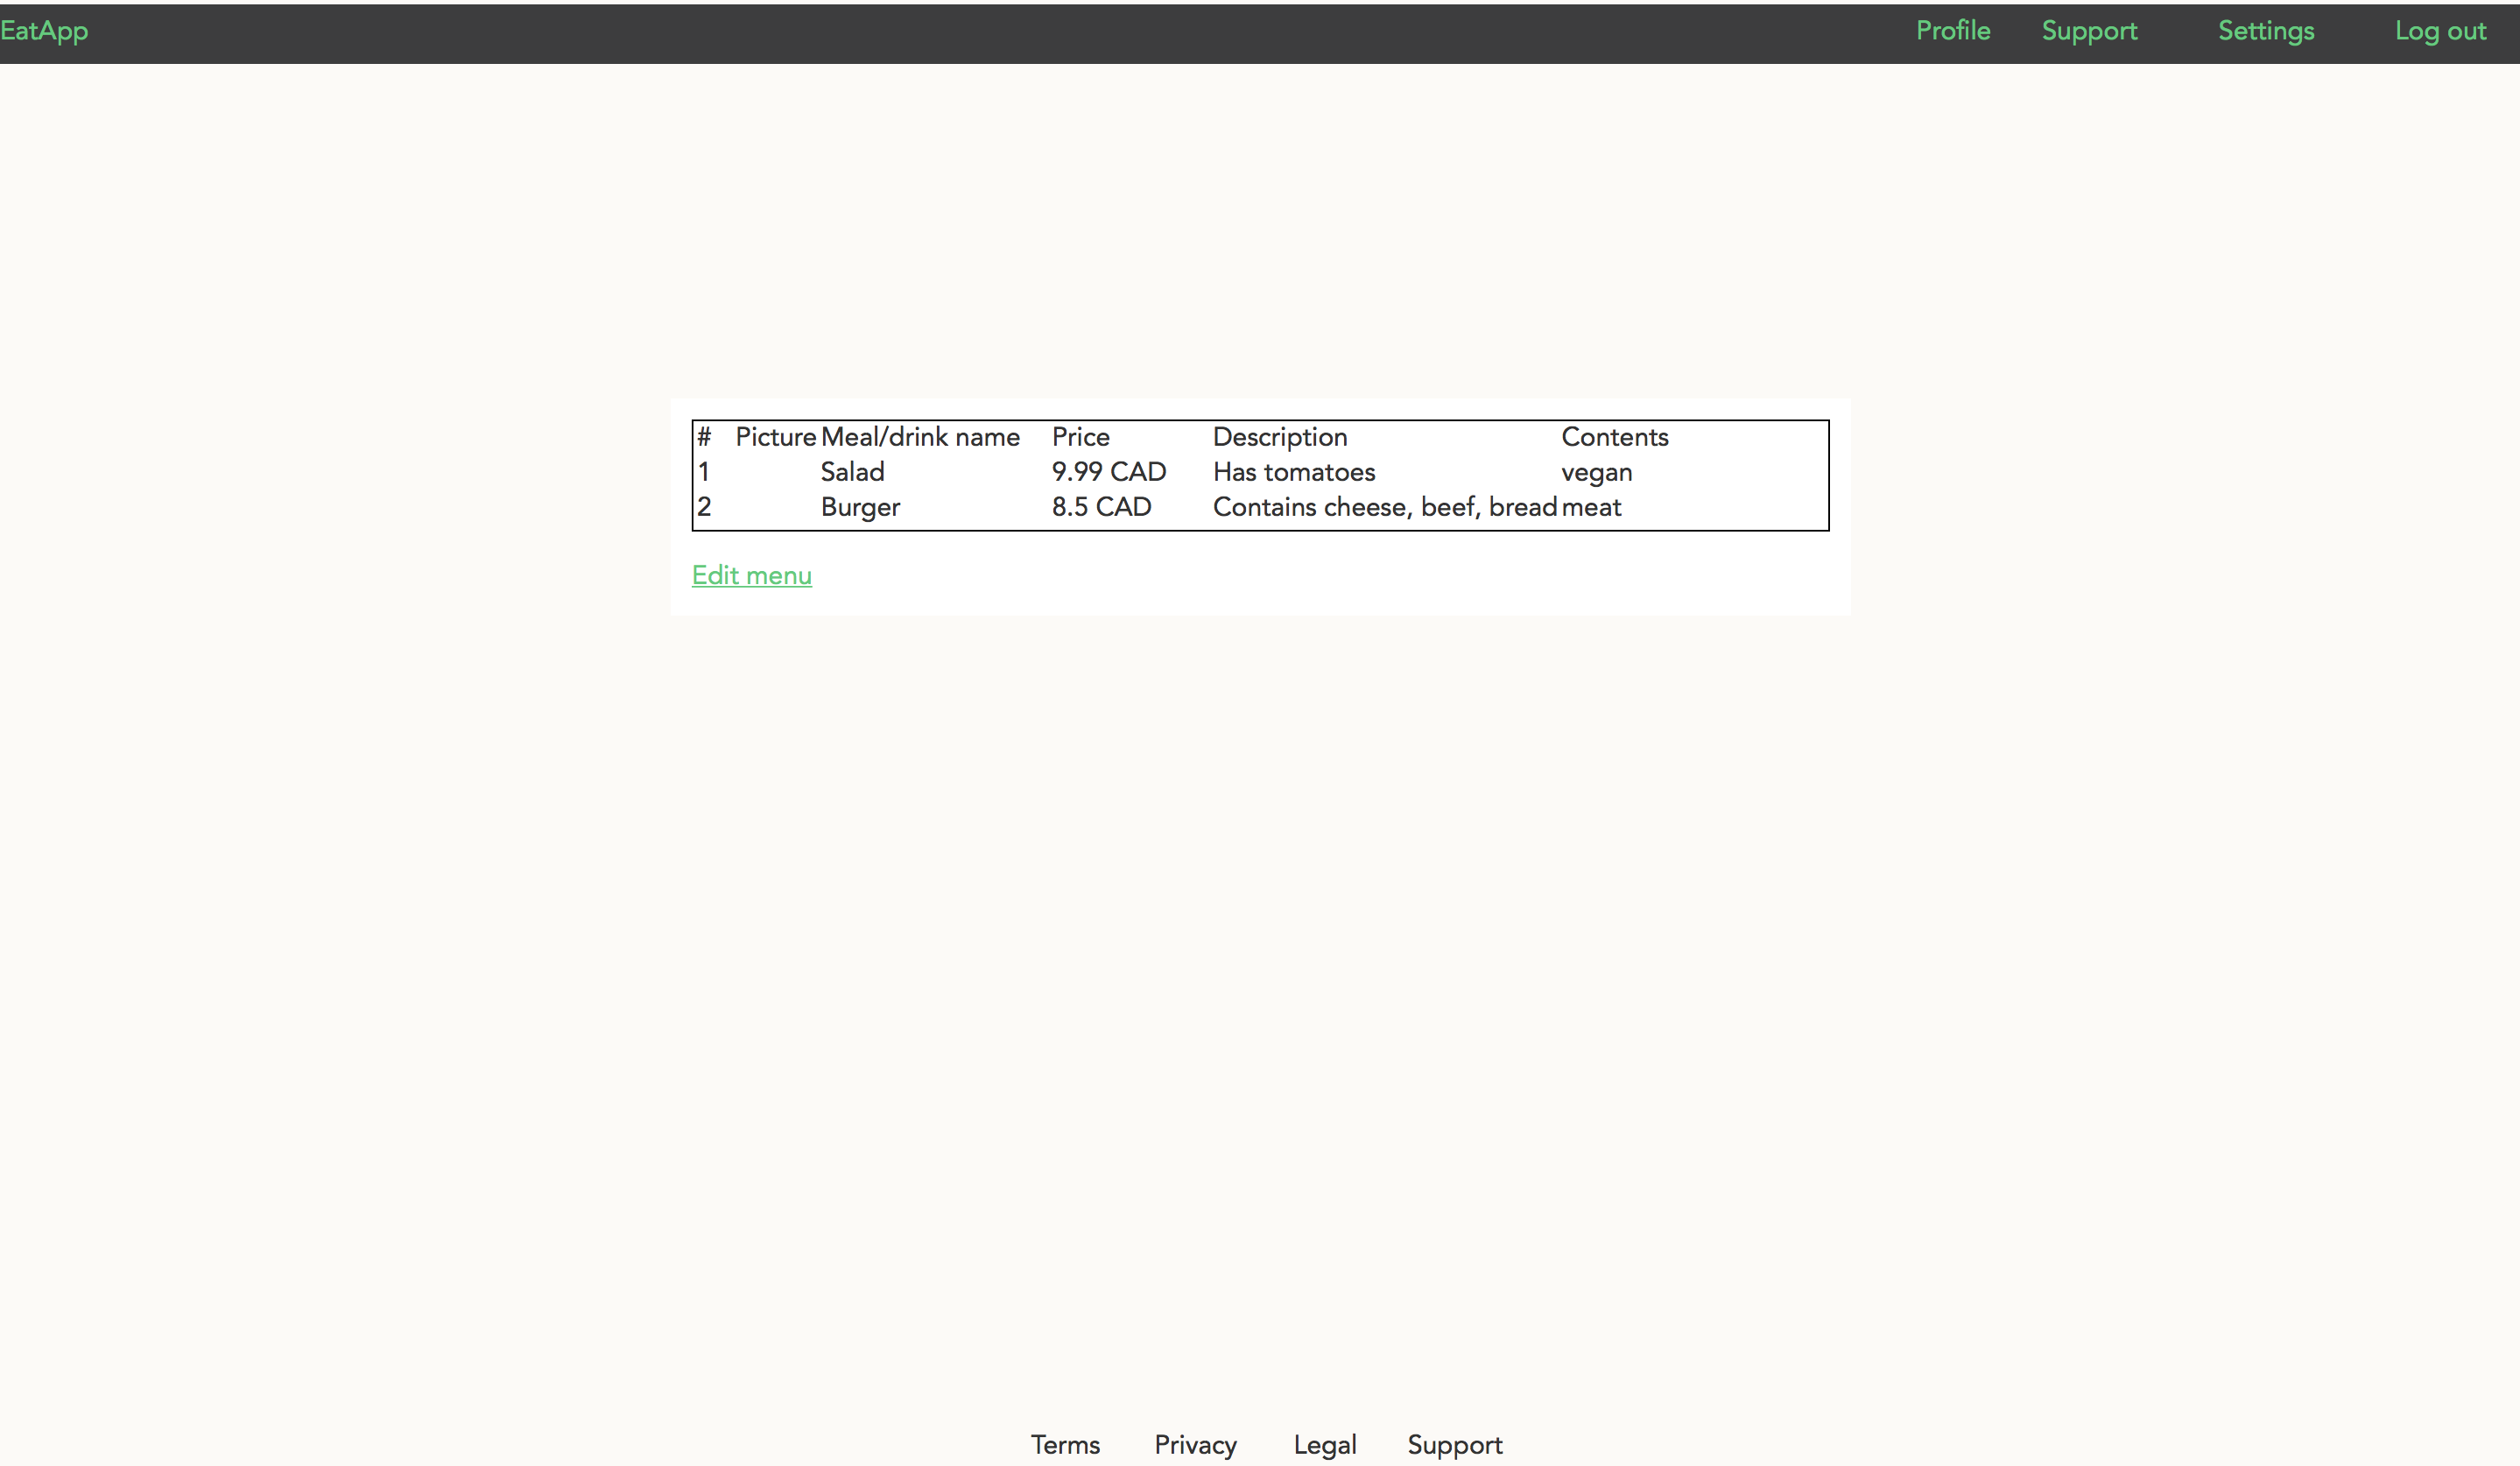 EatApp Profile Support Settings Log out
# Picture Meal/drink name Price Description Contents
1 Salad 9.99 CAD Has tomatoes vegan
2 Burger 8.5 CAD Contains cheese, beef, bread meat
Edit menu
Terms Privacy Legal Support